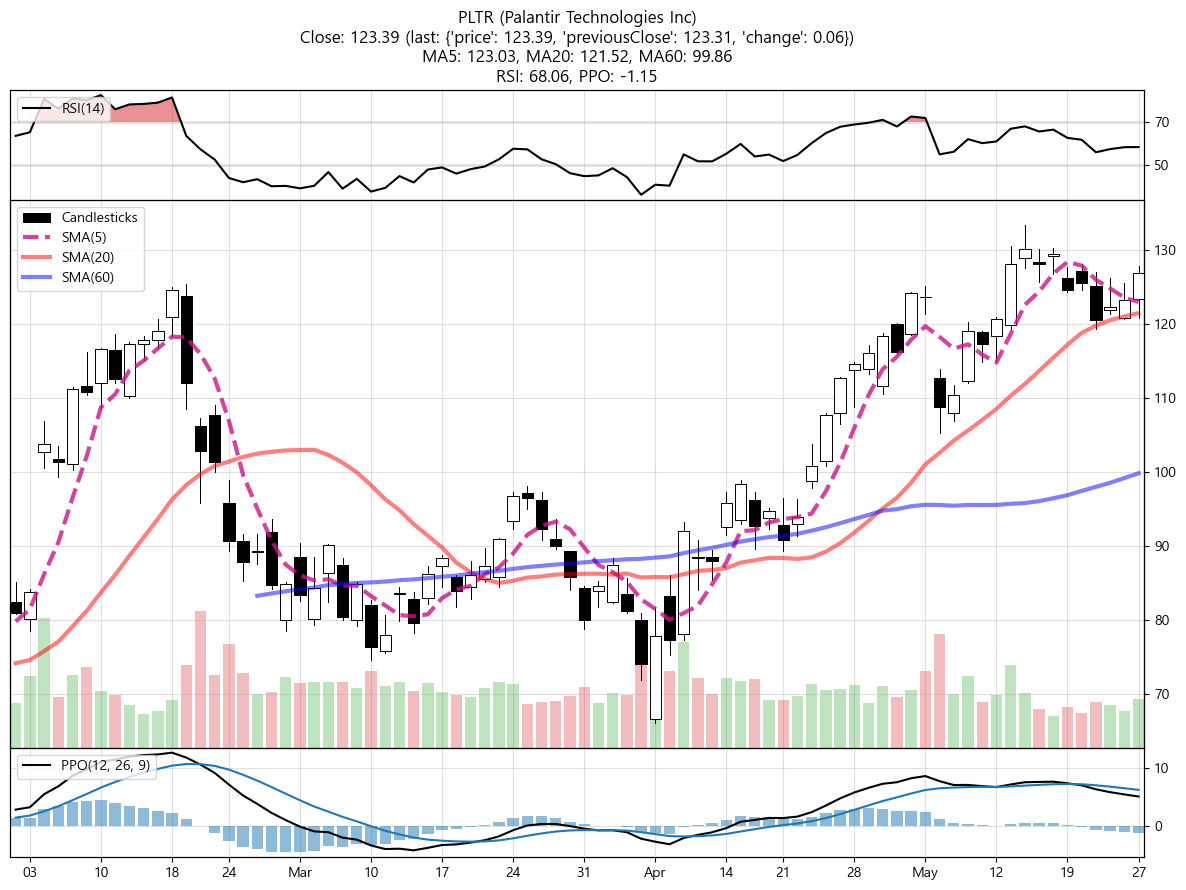 PLTR (Palantir Technologies Inc)
Close: 123.39 (last: {'price': 123.39, 'previousClose': 123.31, 'change': 0.06})
MA5: 123.03, MA20: 121.52, MA60: 99.86
RSI: 68.06, PPO: -1.15
RSI(14)
70
50
Candlesticks
SMA(5)
SMA(20)
SMA(60)
130
120
110
100
90
80
70
PPO(12, 26, 9)
10
0
03 10 18 24 Mar 10 17 24 31 Apr 14 21 28 May 12 19 27